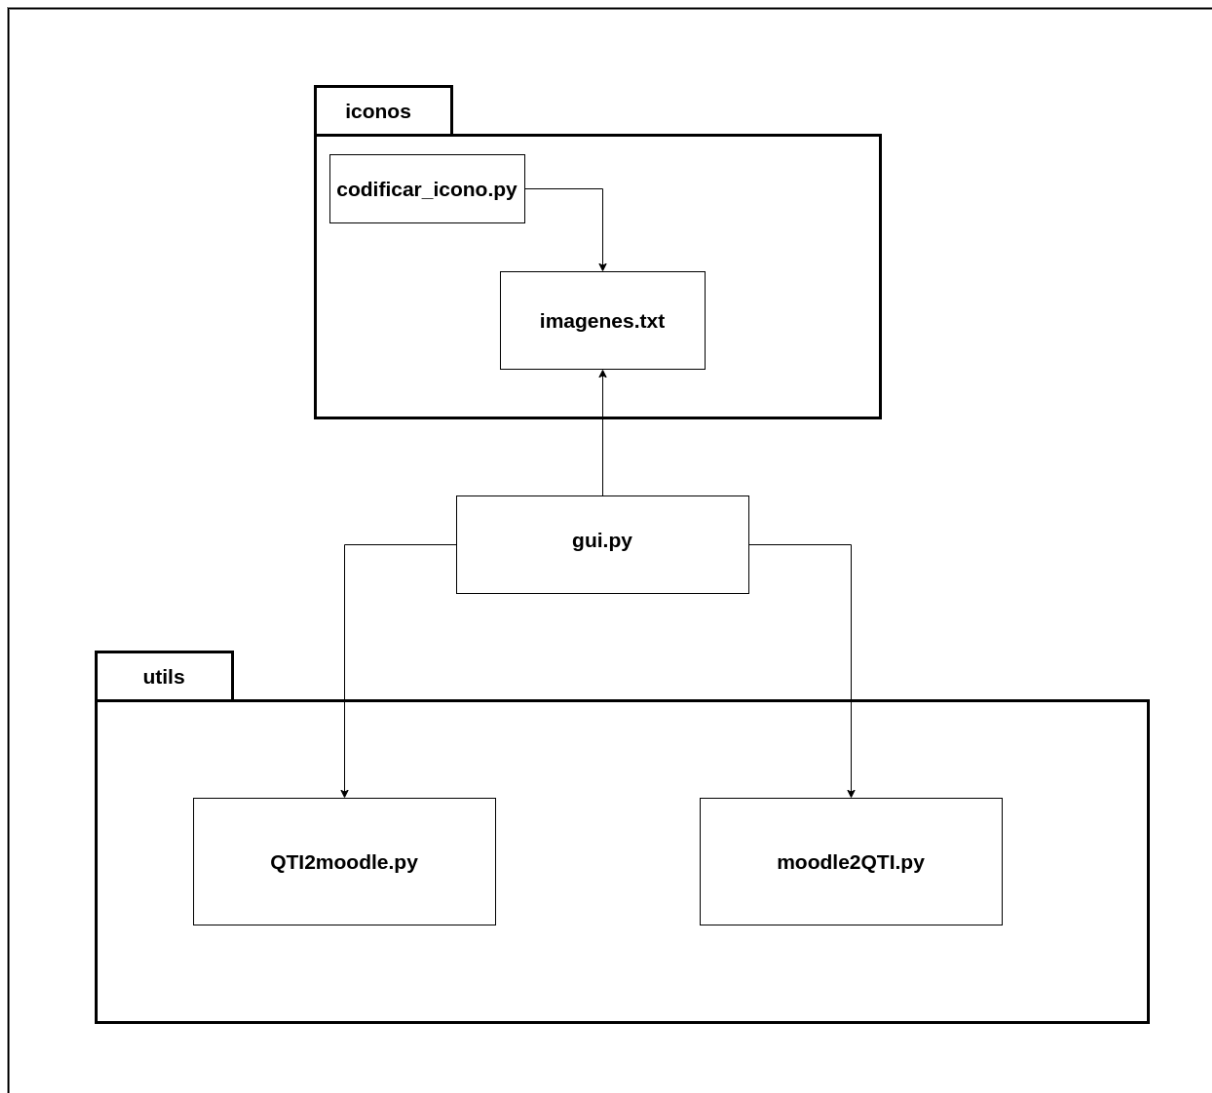 iconos
codificar_icono.py
imagenes.txt
gui.py
utils
QTI2moodle.py
moodle2QTI.py